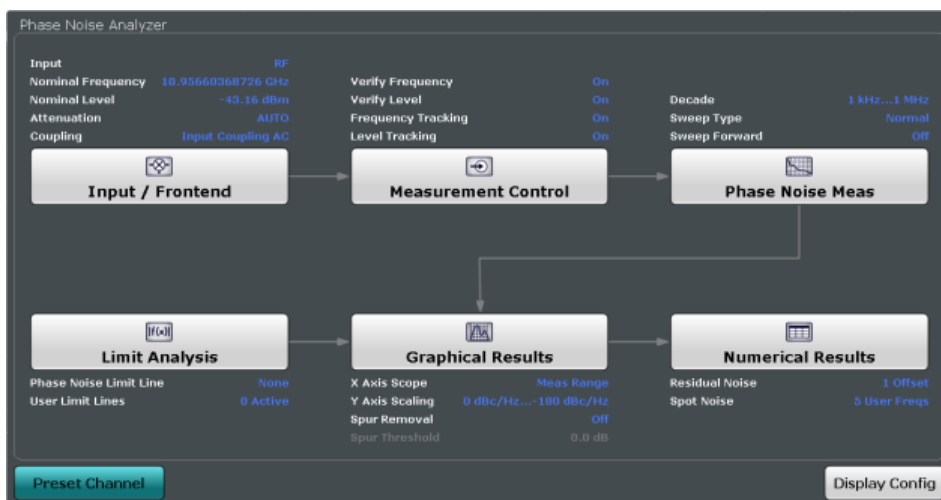 Phase Noise Analyzer
Input RF
Nominal Frequency 10.95660368726 GHz
Nominal Level -43.16 dBm
Attenuation AUTO
Coupling Input Coupling AC
Input / Frontend
Verify Frequency On
Verify Level On
Frequency Tracking On
Level Tracking On
Measurement Control
Decade 1 kHz...1 MHz
Sweep Type Normal
Sweep Forward Off
Phase Noise Meas
f(x)
Limit Analysis
Phase Noise Limit Line None
User Limit Lines 0 Active
Graphical Results
X Axis Scope Meas Range
Y Axis Scaling 0 dBc/Hz...-180 dBc/Hz
Spur Removal Off
Spur Threshold 0.0 dB
Numerical Results
Residual Noise 1 Offset
Spot Noise 5 User Freqs
Preset Channel
Display Config